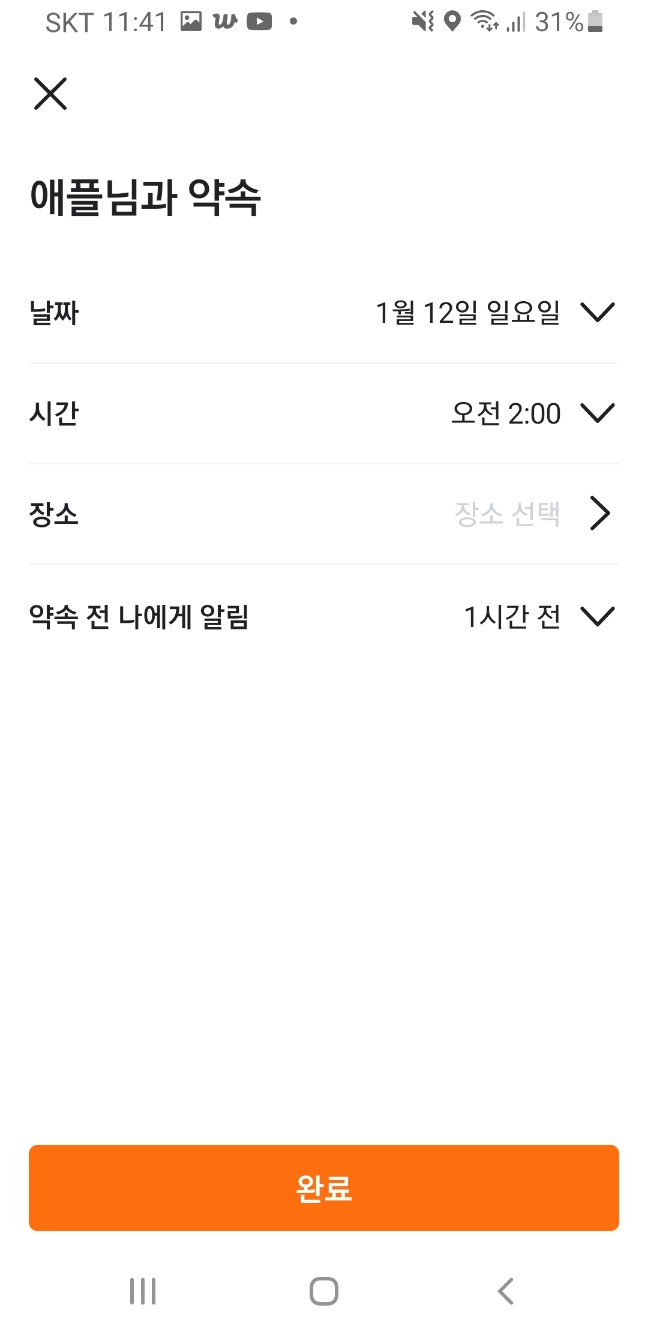 SKT 11:41 31%
애플님과 약속
날짜 1월 12일 일요일
시간 오전 2:00
장소 장소 선택
약속 전 나에게 알림 1시간 전
완료